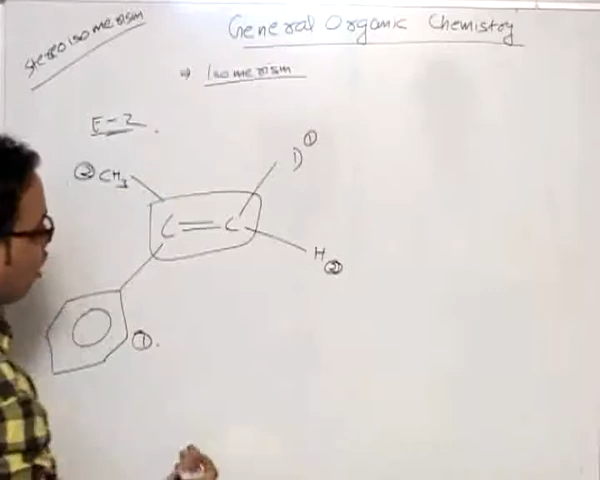 Stereoisomerism
General Organic Chemistry
⇒ Isomerism
E-Z.
D ①
② CH₃
C=C
H ②
①.